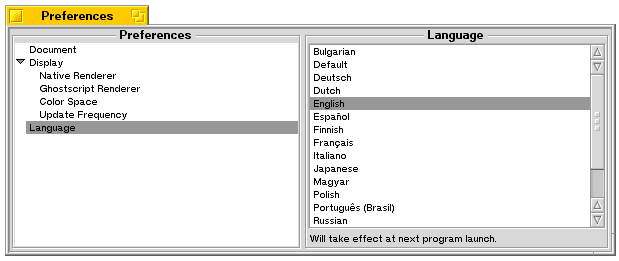 Preferences
Preferences
Document
Display
Native Renderer
Ghostscript Renderer
Color Space
Update Frequency
Language
Language
Bulgarian
Default
Deutsch
Dutch
English
Español
Finnish
Français
Italiano
Japanese
Magyar
Polish
Português (Brasil)
Russian
Will take effect at next program launch.